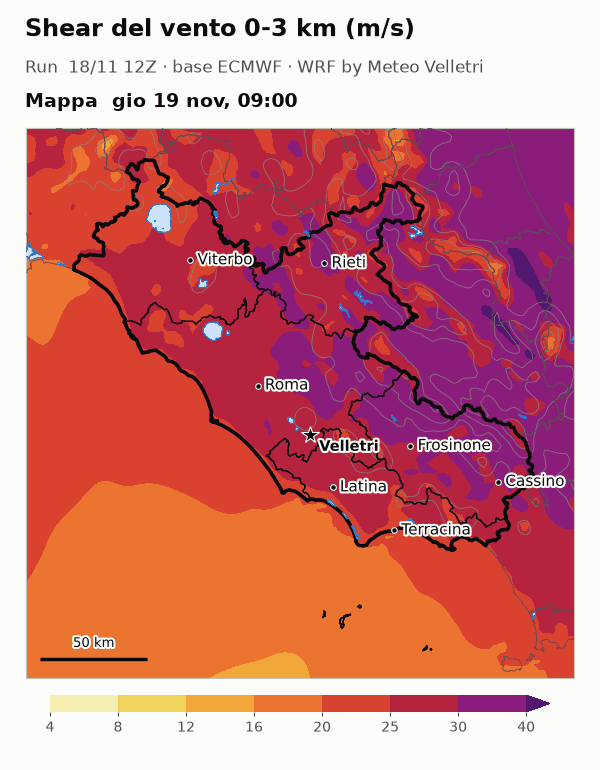 Shear del vento 0-3 km (m/s)
Run  18/11 12Z · base ECMWF · WRF by Meteo Velletri
Mappa  gio 19 nov, 09:00
Viterbo
Rieti
Roma
Velletri
Frosinone
Cassino
Latina
Terracina
50 km
4 8 12 16 20 25 30 40